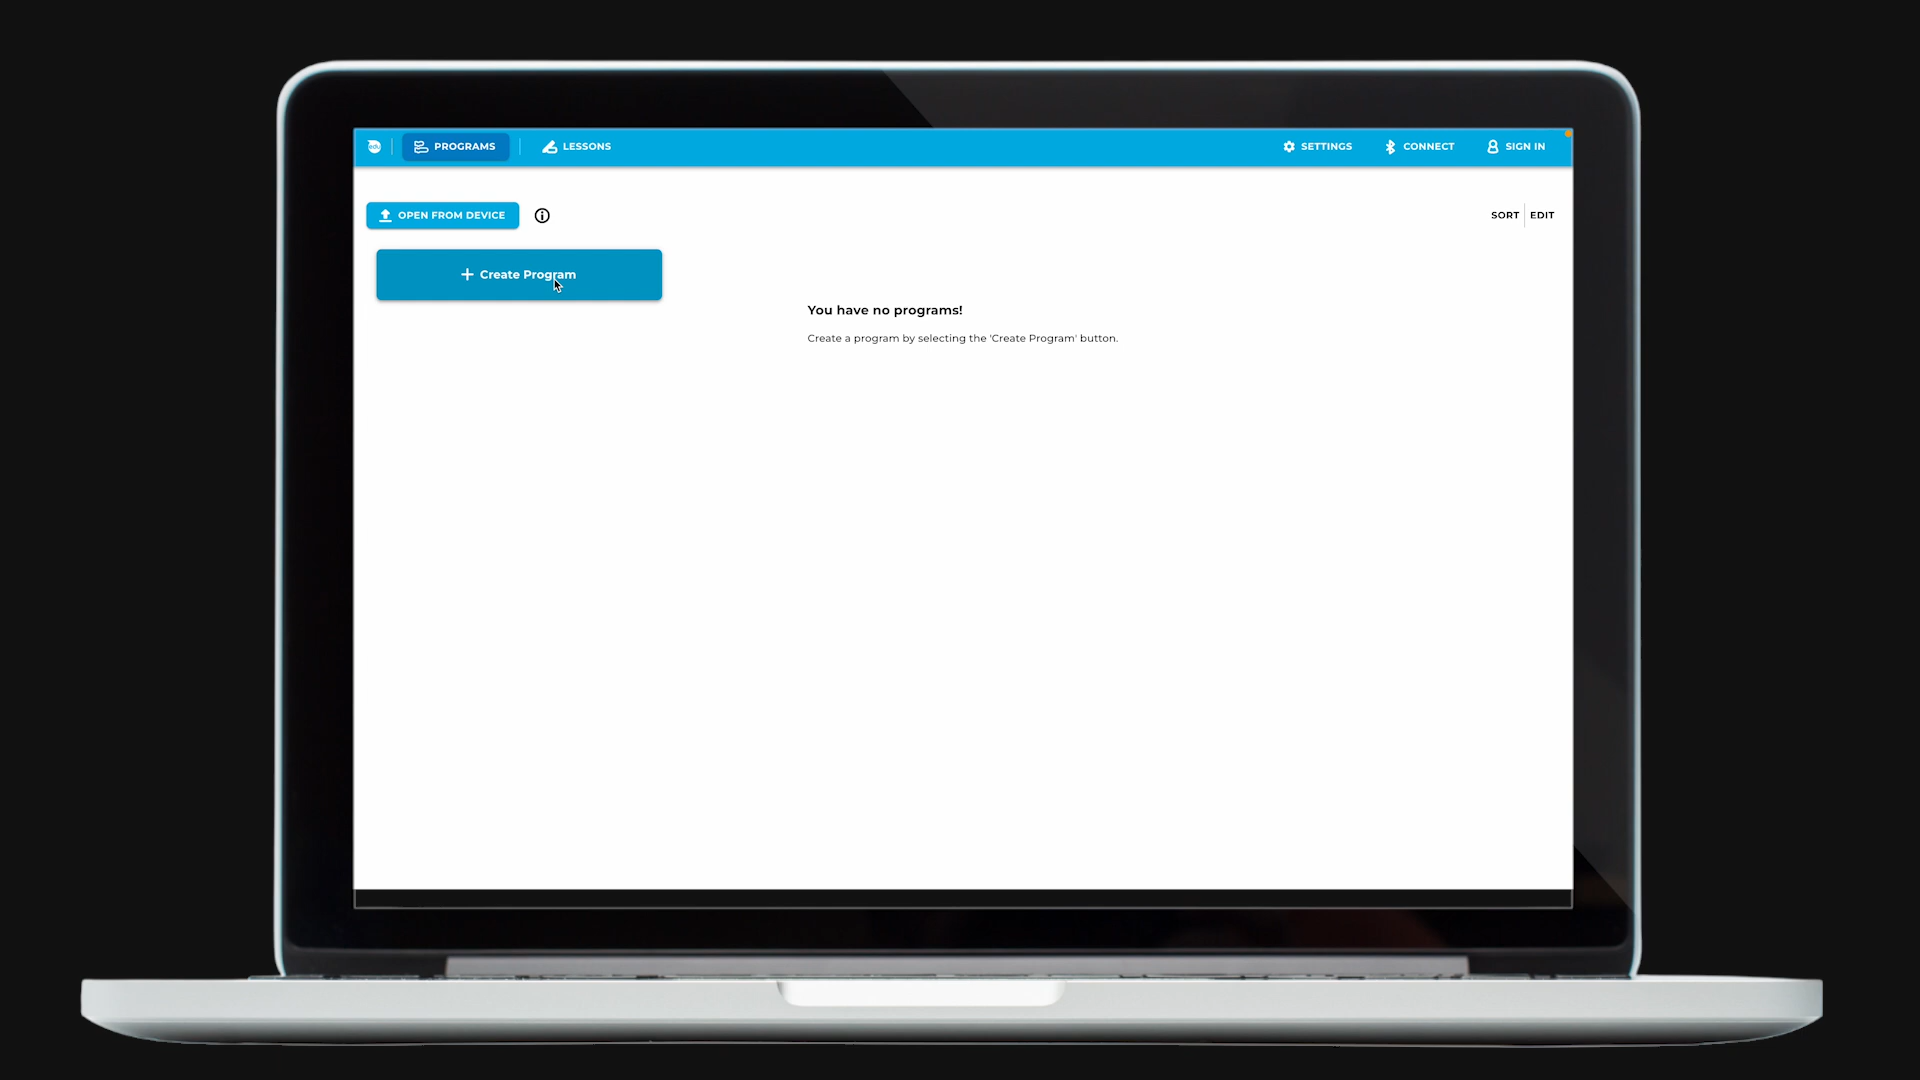 PROGRAMS
LESSONS
SETTINGS
CONNECT
SIGN IN
OPEN FROM DEVICE
SORT
EDIT
Create Program
You have no programs!
Create a program by selecting the 'Create Program' button.